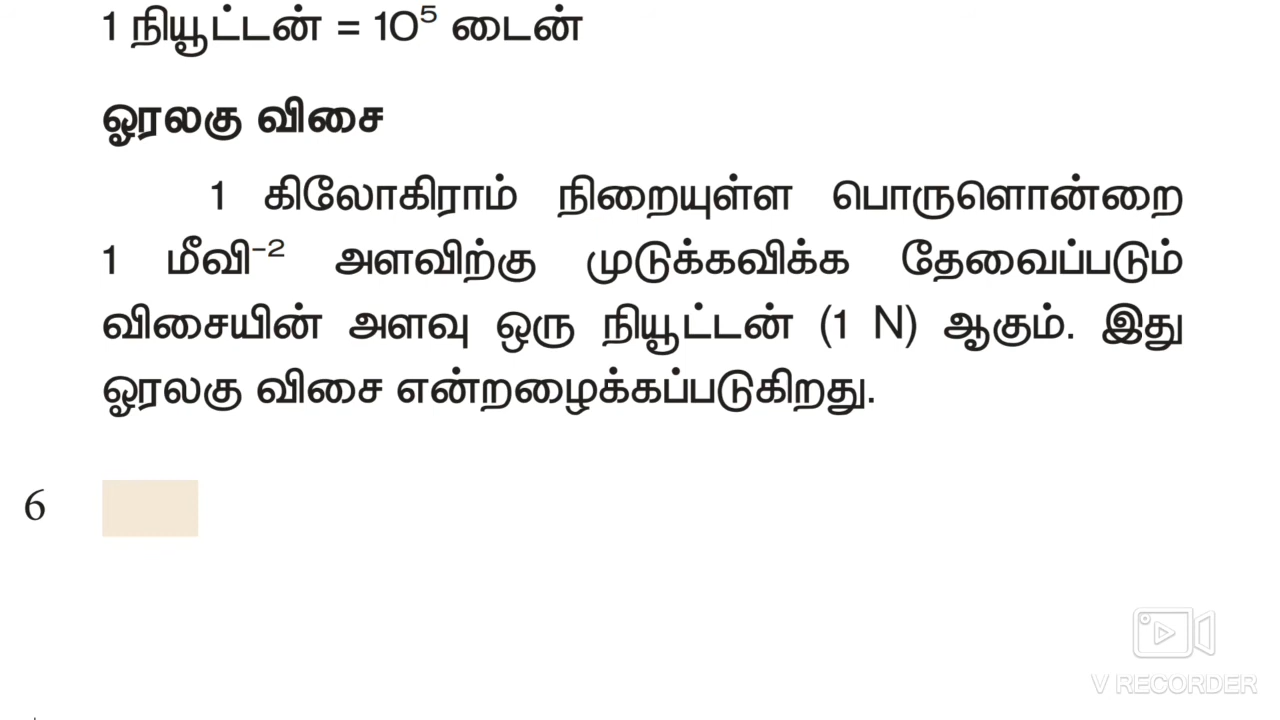 1 நியூட்டன் = 10⁵ டைன்
ஓரலகு விசை
1 கிலோகிராம் நிறையுள்ள பொருளொன்றை
1 மீவி⁻² அளவிற்கு முடுக்கவிக்க தேவைப்படும்
விசையின் அளவு ஒரு நியூட்டன் (1 N) ஆகும். இது
ஓரலகு விசை என்றழைக்கப்படுகிறது.
6
V RECORDER